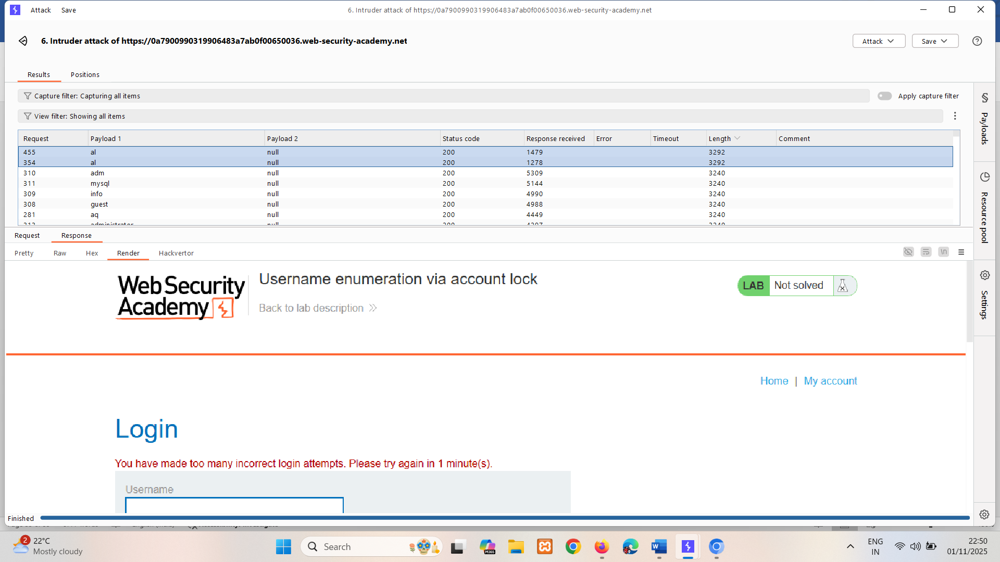 Attack Save 6. Intruder attack of https://0a7900990319906483a7ab0f00650036.web-security-academy.net
6. Intruder attack of https://0a7900990319906483a7ab0f00650036.web-security-academy.net Attack Save
Results Positions
Capture filter: Capturing all items Apply capture filter
View filter: Showing all items
Request Payload 1 Payload 2 Status code Response received Error Timeout Length Comment
455 al null 200 1479 3292
354 al null 200 1278 3292
310 adm null 200 5309 3240
311 mysql null 200 5144 3240
309 info null 200 4990 3240
308 guest null 200 4988 3240
281 aq null 200 4449 3240
313 administrator null 200 4297 3240
Payloads
Resource pool
Settings
Request Response
Pretty Raw Hex Render Hackvertor \n
Web Security Academy
Username enumeration via account lock
Back to lab description
LAB Not solved
Home | My account
Login
You have made too many incorrect login attempts. Please try again in 1 minute(s).
Username
Finished
2 22°C
Mostly cloudy
Search
M365
ENG
IN
22:50
01/11/2025